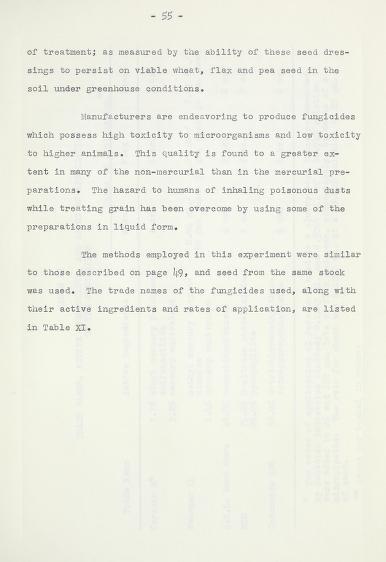 - 55 -
of treatment; as measured by the ability of these seed dres-
sings to persist on viable wheat, flax and pea seed in the
soil under greenhouse conditions.
Manufacturers are endeavoring to produce fungicides
which possess high toxicity to microorganisms and low toxicity
to higher animals. This quality is found to a greater ex-
tent in many of the non-mercurial than in the mercurial pre-
parations. The hazard to humans of inhaling poisonous dusts
while treating grain has been overcome by using some of the
preparations in liquid form.
The methods employed in this experiment were similar
to those described on page 49, and seed from the same stock
was used. The trade names of the fungicides used, along with
their active ingredients and rates of application, are listed
in Table XI.